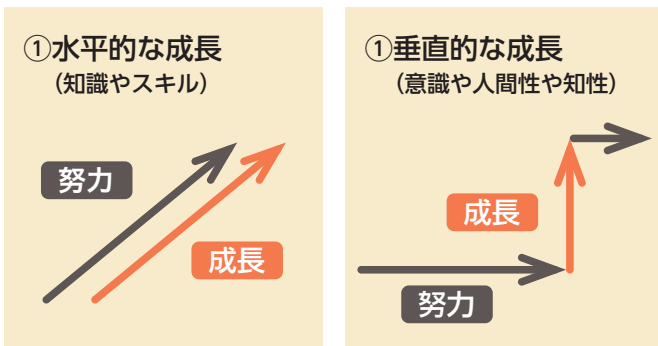 ①水平的な成長
（知識やスキル）
努力
成長
①垂直的な成長
（意識や人間性や知性）
成長
努力